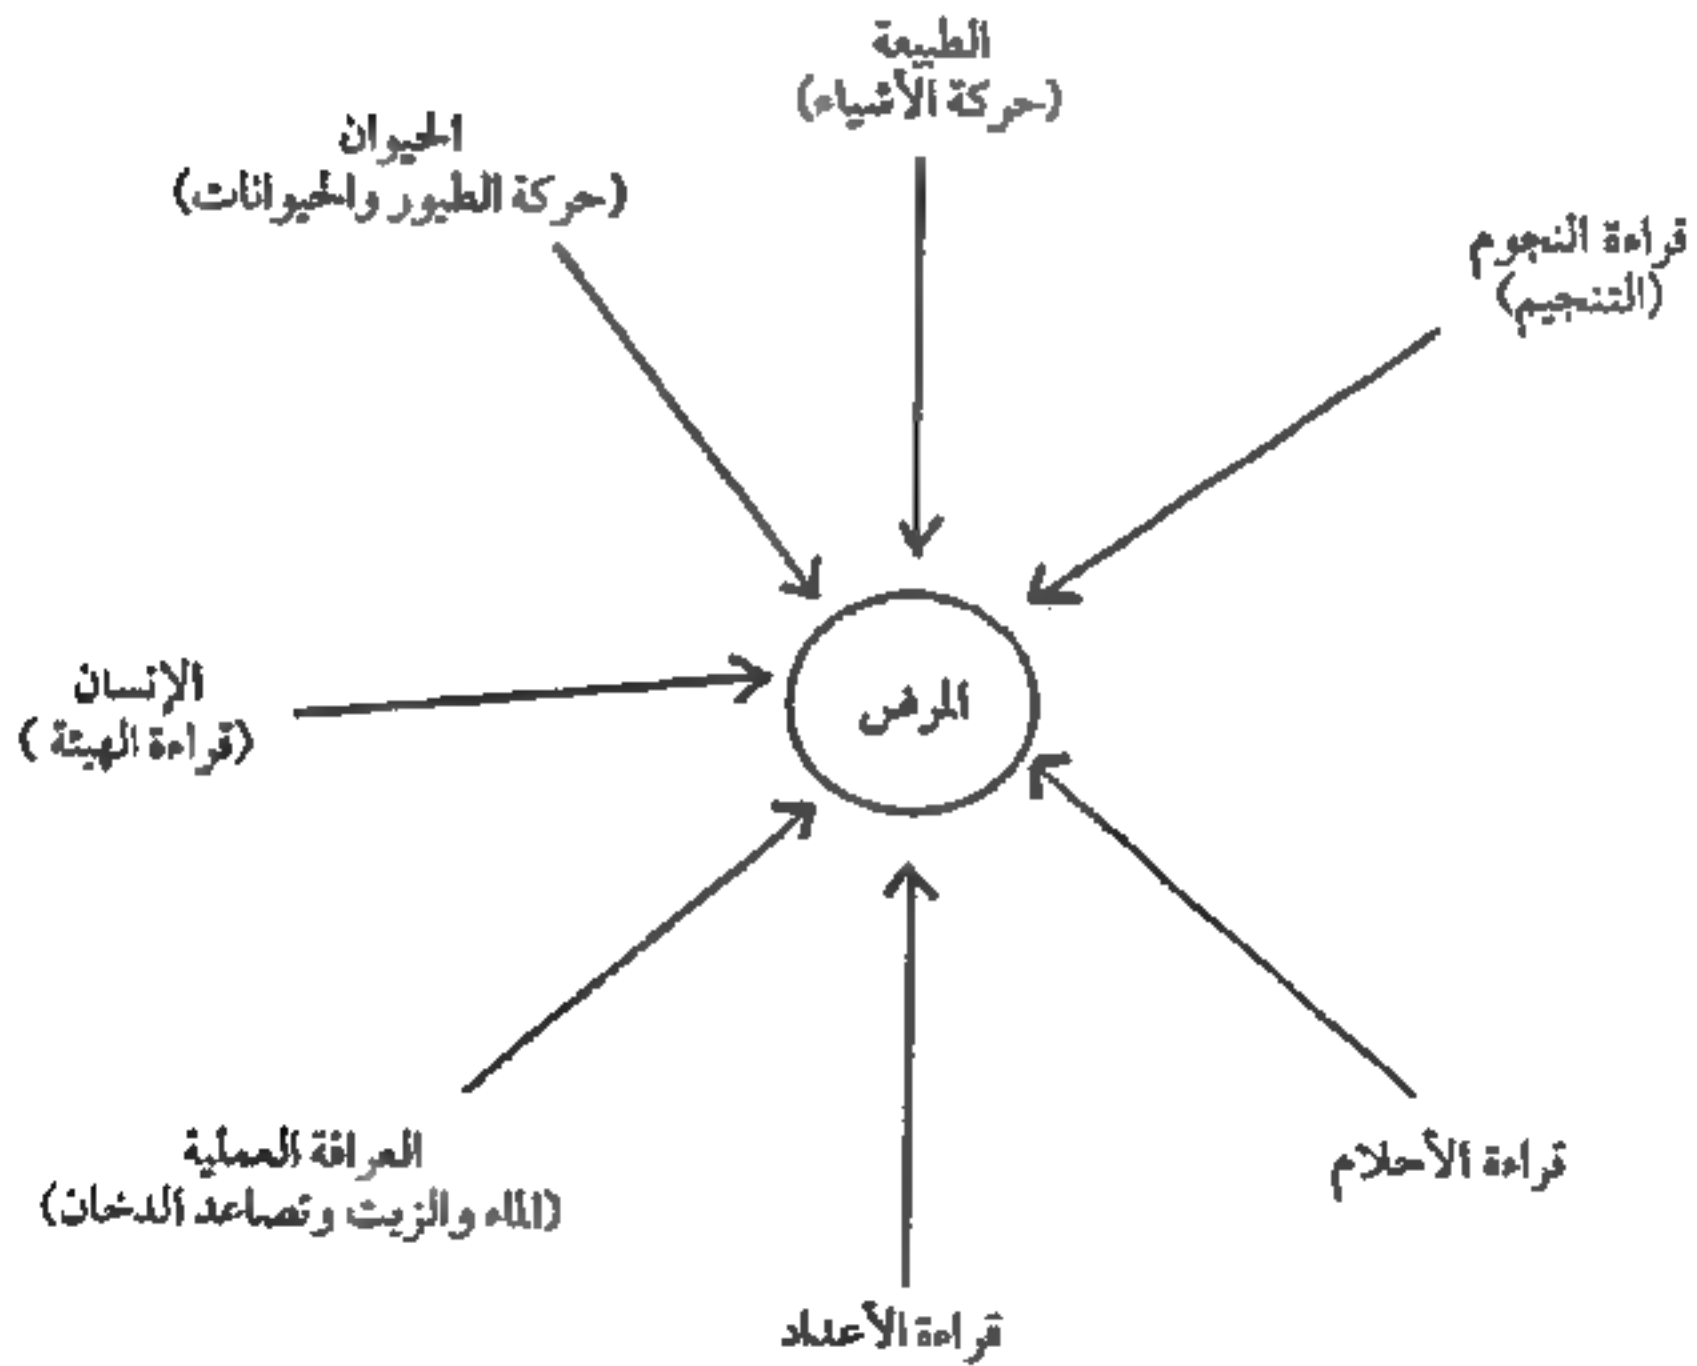 الطبيعة
(حركة الأشياء)
الحيوان
(حركة الطيور والحيوانات)
قراءة النجوم
(التنجيم)
الإنسان
(قراءة الهيئة )
المرض
العرافة العملية
(الماء والزيت وتصاعد الدخان)
قراءة الأحلام
قراءة الأعداد